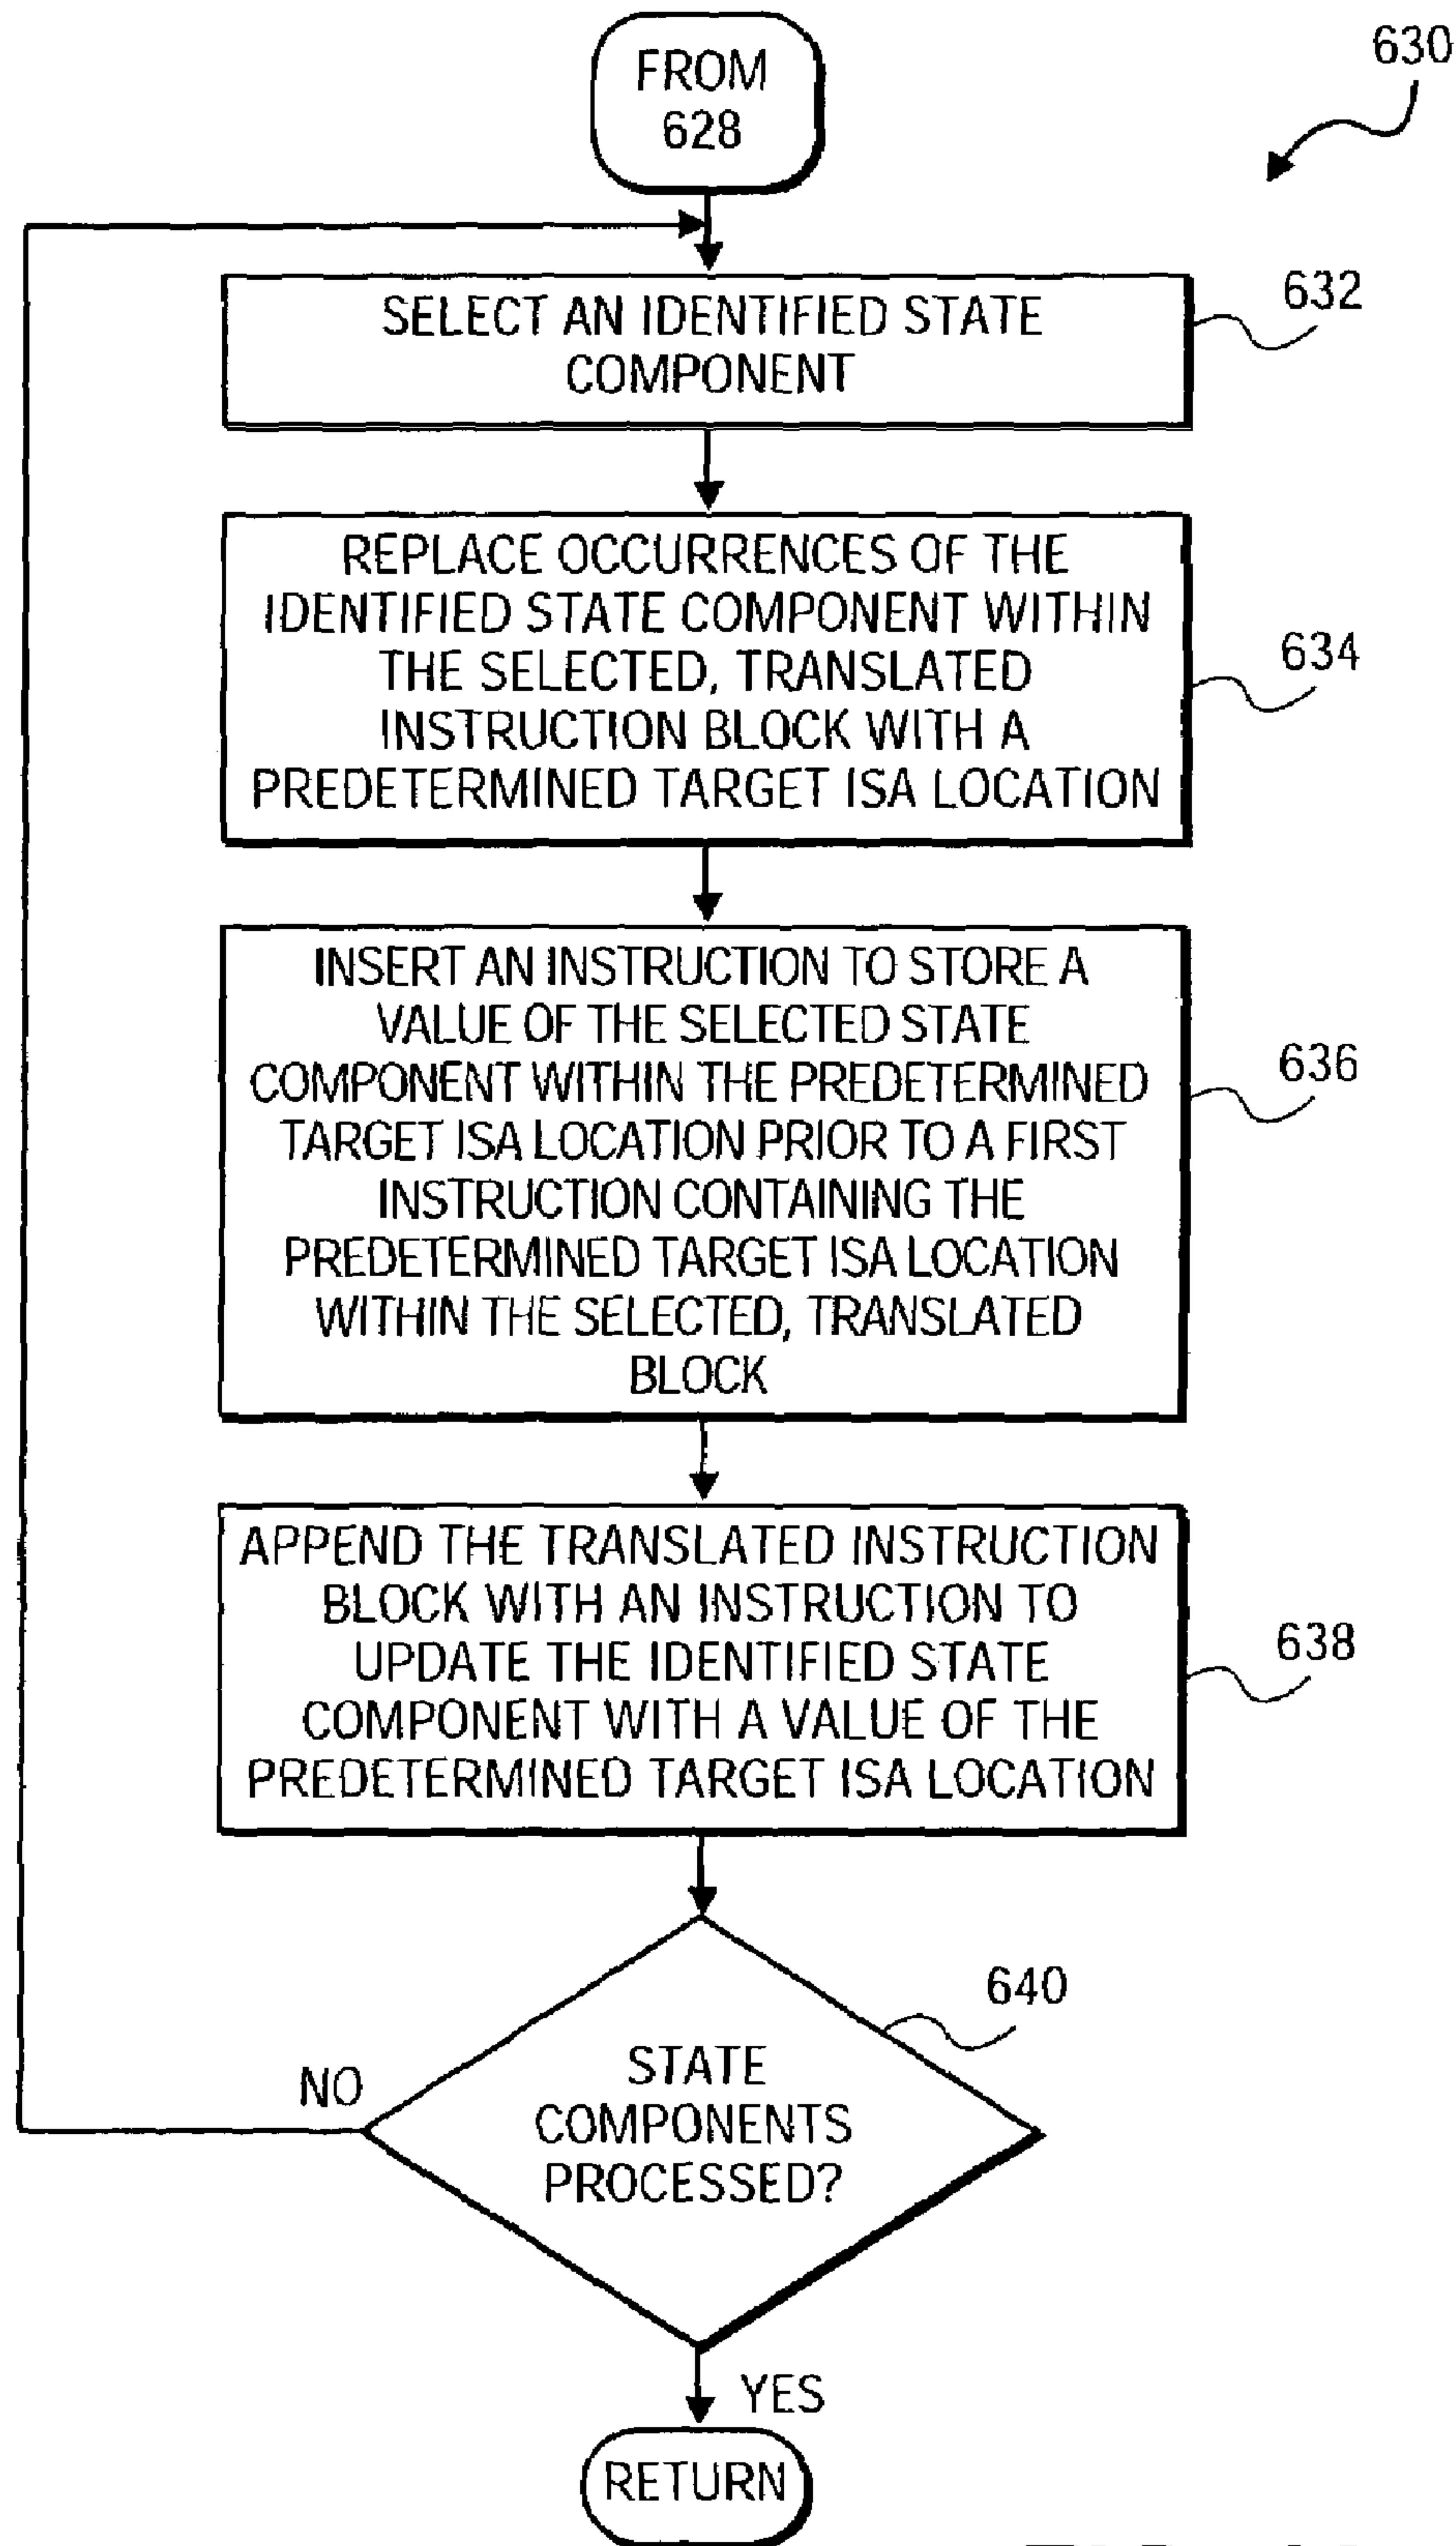 FROM
628
630
SELECT AN IDENTIFIED STATE
COMPONENT
632
REPLACE OCCURRENCES OF THE
IDENTIFIED STATE COMPONENT WITHIN
THE SELECTED, TRANSLATED
INSTRUCTION BLOCK WITH A
PREDETERMINED TARGET ISA LOCATION
634
INSERT AN INSTRUCTION TO STORE A
VALUE OF THE SELECTED STATE
COMPONENT WITHIN THE PREDETERMINED
TARGET ISA LOCATION PRIOR TO A FIRST
INSTRUCTION CONTAINING THE
PREDETERMINED TARGET ISA LOCATION
WITHIN THE SELECTED, TRANSLATED
BLOCK
636
APPEND THE TRANSLATED INSTRUCTION
BLOCK WITH AN INSTRUCTION TO
UPDATE THE IDENTIFIED STATE
COMPONENT WITH A VALUE OF THE
PREDETERMINED TARGET ISA LOCATION
638
640
STATE
COMPONENTS
PROCESSED?
NO
YES
RETURN